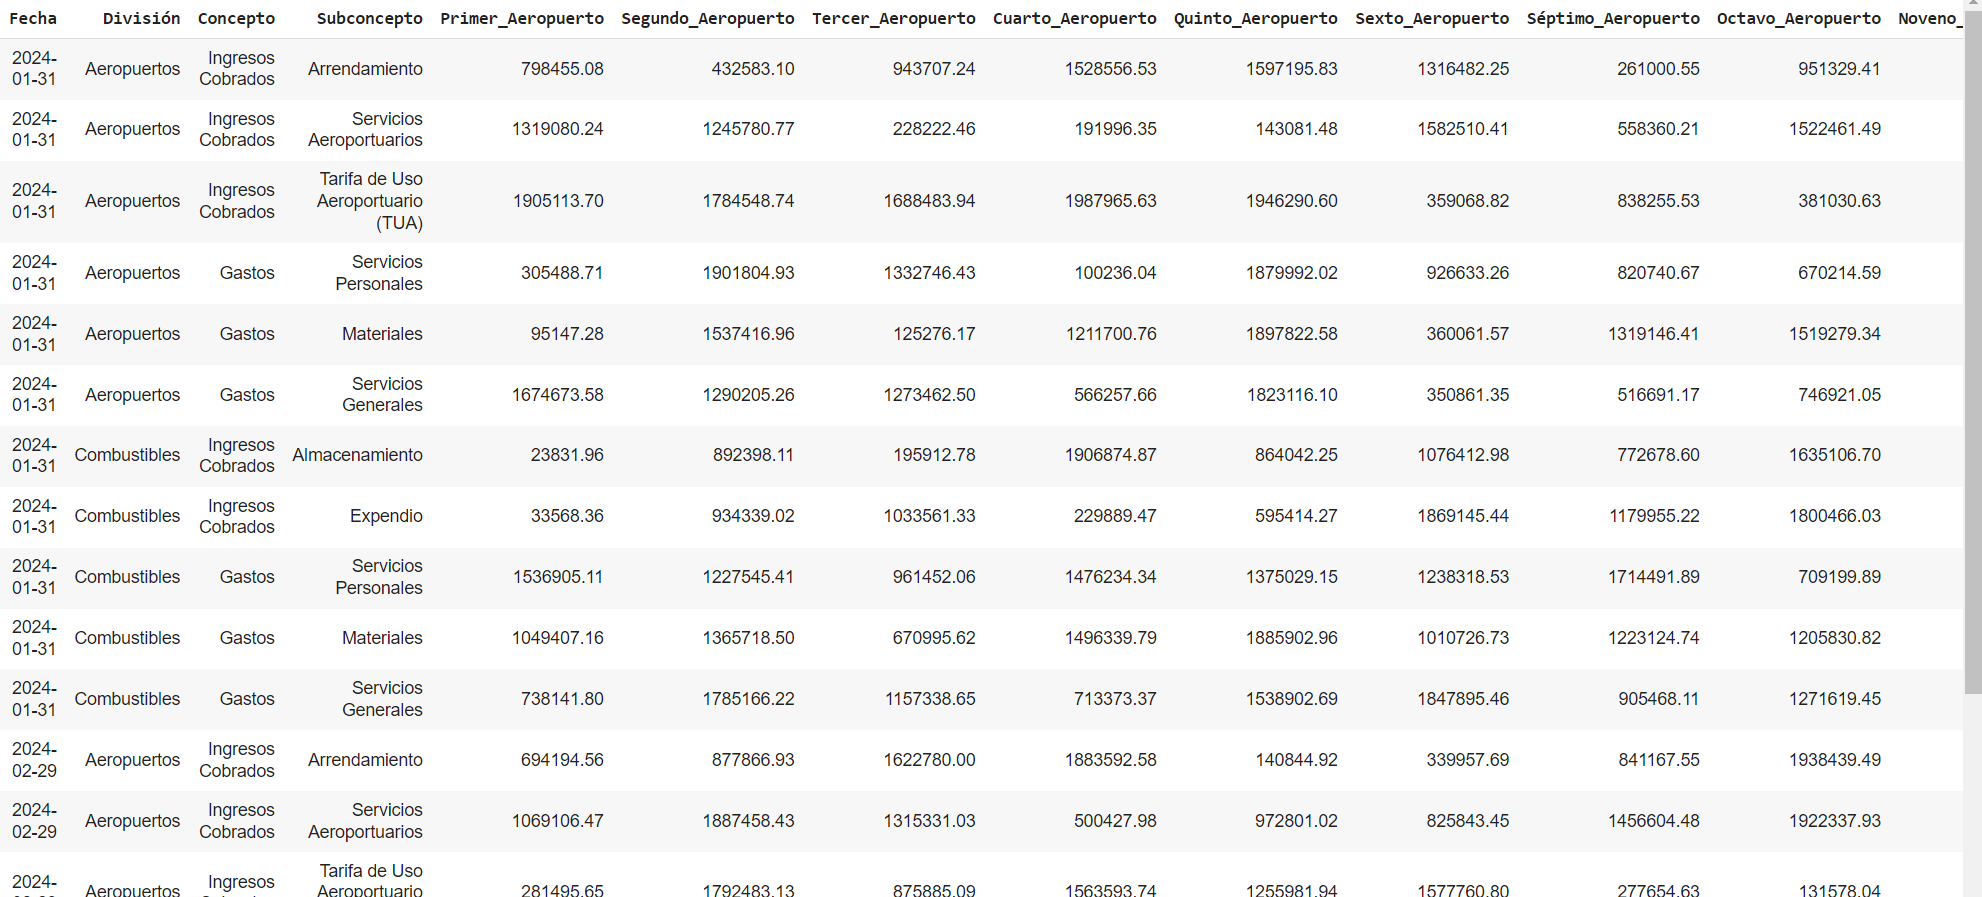 Fecha División Concepto Subconcepto Primer_Aeropuerto Segundo_Aeropuerto Tercer_Aeropuerto Cuarto_Aeropuerto Quinto_Aeropuerto Sexto_Aeropuerto Séptimo_Aeropuerto Octavo_Aeropuerto Noveno_
2024-01-31 Aeropuertos Ingresos Cobrados Arrendamiento 798455.08 432583.10 943707.24 1528556.53 1597195.83 1316482.25 261000.55 951329.41
2024-01-31 Aeropuertos Ingresos Cobrados Servicios Aeroportuarios 1319080.24 1245780.77 228222.46 191996.35 143081.48 1582510.41 558360.21 1522461.49
2024-01-31 Aeropuertos Ingresos Cobrados Tarifa de Uso Aeroportuario (TUA) 1905113.70 1784548.74 1688483.94 1987965.63 1946290.60 359068.82 838255.53 381030.63
2024-01-31 Aeropuertos Gastos Servicios Personales 305488.71 1901804.93 1332746.43 100236.04 1879992.02 926633.26 820740.67 670214.59
2024-01-31 Aeropuertos Gastos Materiales 95147.28 1537416.96 125276.17 1211700.76 1897822.58 360061.57 1319146.41 1519279.34
2024-01-31 Aeropuertos Gastos Servicios Generales 1674673.58 1290205.26 1273462.50 566257.66 1823116.10 350861.35 516691.17 746921.05
2024-01-31 Combustibles Ingresos Cobrados Almacenamiento 23831.96 892398.11 195912.78 1906874.87 864042.25 1076412.98 772678.60 1635106.70
2024-01-31 Combustibles Ingresos Cobrados Expendio 33568.36 934339.02 1033561.33 229889.47 595414.27 1869145.44 1179955.22 1800466.03
2024-01-31 Combustibles Gastos Servicios Personales 1536905.11 1227545.41 961452.06 1476234.34 1375029.15 1238318.53 1714491.89 709199.89
2024-01-31 Combustibles Gastos Materiales 1049407.16 1365718.50 670995.62 1496339.79 1885902.96 1010726.73 1223124.74 1205830.82
2024-01-31 Combustibles Gastos Servicios Generales 738141.80 1785166.22 1157338.65 713373.37 1538902.69 1847895.46 905468.11 1271619.45
2024-02-29 Aeropuertos Ingresos Cobrados Arrendamiento 694194.56 877866.93 1622780.00 1883592.58 140844.92 339957.69 841167.55 1938439.49
2024-02-29 Aeropuertos Ingresos Cobrados Servicios Aeroportuarios 1069106.47 1887458.43 1315331.03 500427.98 972801.02 825843.45 1456604.48 1922337.93
2024- Aeropuertos Ingresos Tarifa de Uso Aeroportuario 281495.65 1792483.13 875885.09 1563593.74 1255981.94 1577760.80 277654.63 131578.04